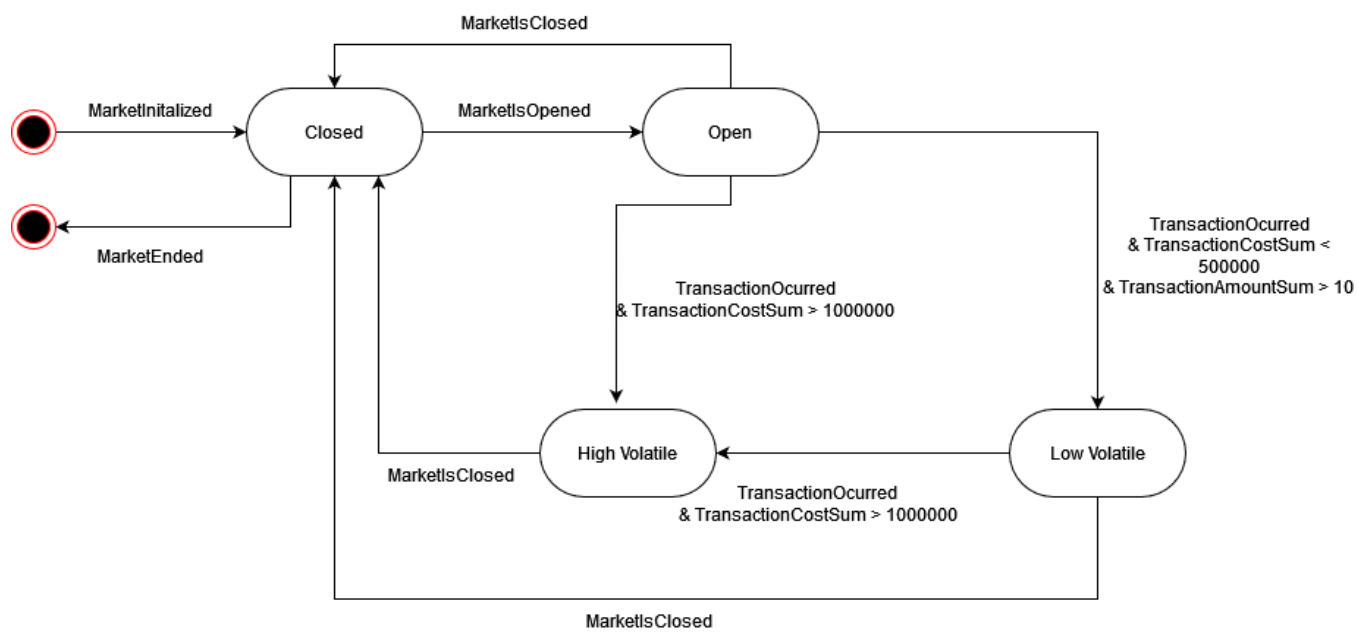 MarketIsClosed
MarketInitalized
Closed
MarketIsOpened
Open
MarketEnded
TransactionOcurred
& TransactionCostSum <
500000
& TransactionAmountSum > 10
TransactionOcurred
& TransactionCostSum > 1000000
High Volatile
Low Volatile
MarketIsClosed
TransactionOcurred
& TransactionCostSum > 1000000
MarketIsClosed